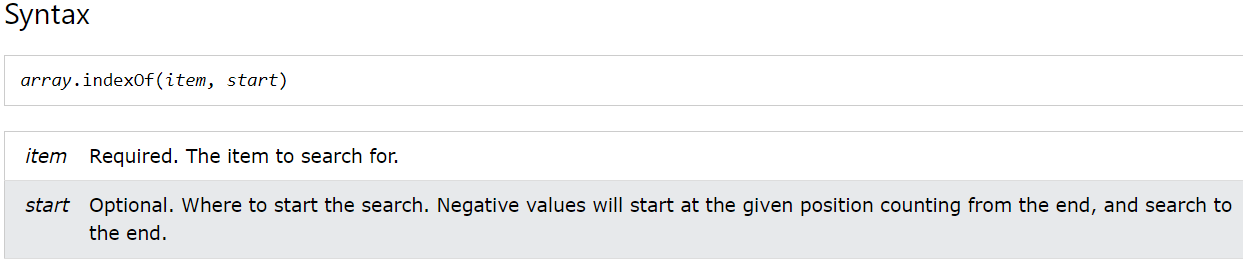 Syntax
array.indexOf(item, start)
item Required. The item to search for.
start Optional. Where to start the search. Negative values will start at the given position counting from the end, and search to
the end.